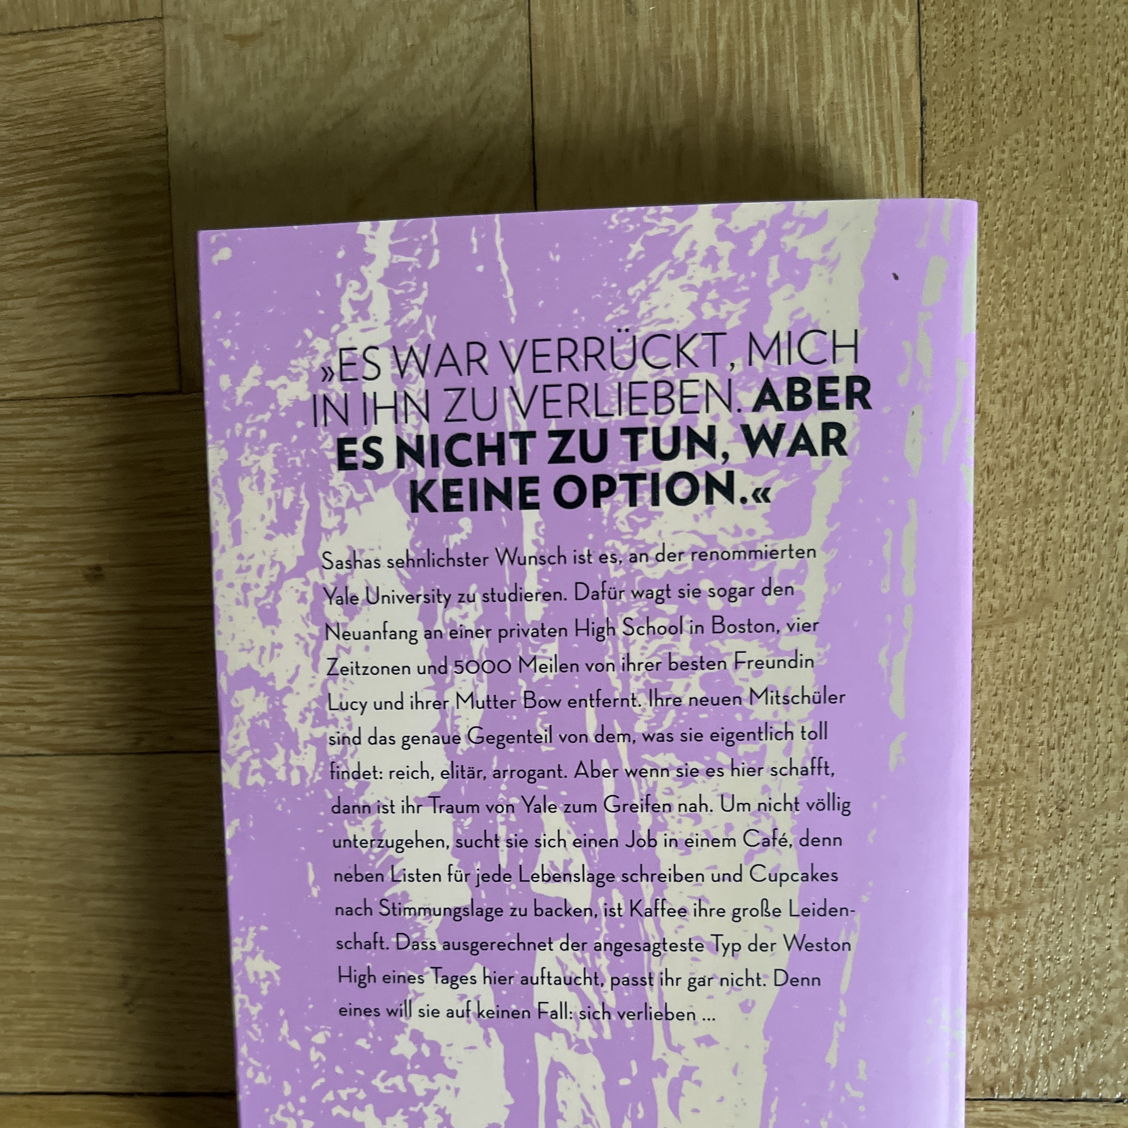 »ES WAR VERRÜCKT, MICH
IN IHN ZU VERLIEBEN. ABER
ES NICHT ZU TUN, WAR
KEINE OPTION.«
Sashas sehnlichster Wunsch ist es, an der renommierten
Yale University zu studieren. Dafür wagt sie sogar den
Neuanfang an einer privaten High School in Boston, vier
Zeitzonen und 5000 Meilen von ihrer besten Freundin
Lucy und ihrer Mutter Bow entfernt. Ihre neuen Mitschüler
sind das genaue Gegenteil von dem, was sie eigentlich toll
findet: reich, elitär, arrogant. Aber wenn sie es hier schafft,
dann ist ihr Traum von Yale zum Greifen nah. Um nicht völlig
unterzugehen, sucht sie sich einen Job in einem Café, denn
neben Listen für jede Lebenslage schreiben und Cupcakes
nach Stimmungslage zu backen, ist Kaffee ihre große Leiden-
schaft. Dass ausgerechnet der angesagteste Typ der Weston
High eines Tages hier auftaucht, passt ihr gar nicht. Denn
eines will sie auf keinen Fall: sich verlieben ...